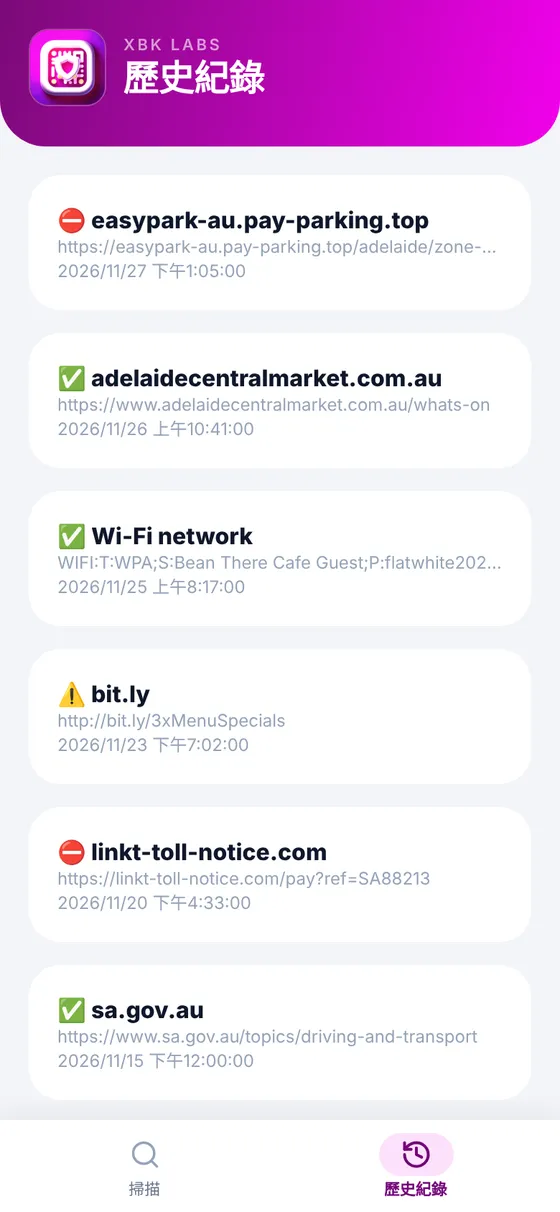 XBK LABS
歷史紀錄
⛔ easypark-au.pay-parking.top
https://easypark-au.pay-parking.top/adelaide/zone-...
2026/11/27 下午1:05:00
✅ adelaidecentralmarket.com.au
https://www.adelaidecentralmarket.com.au/whats-on
2026/11/26 上午10:41:00
✅ Wi-Fi network
WIFI:T:WPA;S:Bean There Cafe Guest;P:flatwhite202...
2026/11/25 上午8:17:00
⚠️ bit.ly
http://bit.ly/3xMenuSpecials
2026/11/23 下午7:02:00
⛔ linkt-toll-notice.com
https://linkt-toll-notice.com/pay?ref=SA88213
2026/11/20 下午4:33:00
✅ sa.gov.au
https://www.sa.gov.au/topics/driving-and-transport
2026/11/15 下午12:00:00
掃描
歷史紀錄